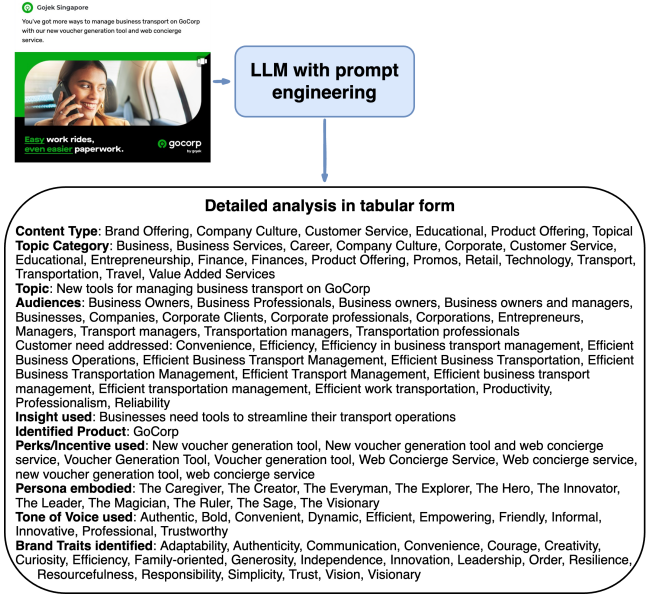 Gojek Singapore
You've got more ways to manage business transport on GoCorp
with our new voucher generation tool and web concierge
service.
Easy work rides,
even easier paperwork.
gocorp
by gojek
LLM with prompt
engineering
Detailed analysis in tabular form
Content Type: Brand Offering, Company Culture, Customer Service, Educational, Product Offering, Topical
Topic Category: Business, Business Services, Career, Company Culture, Corporate, Customer Service,
Educational, Entrepreneurship, Finance, Finances, Product Offering, Promos, Retail, Technology, Transport,
Transportation, Travel, Value Added Services
Topic: New tools for managing business transport on GoCorp
Audiences: Business Owners, Business Professionals, Business owners, Business owners and managers,
Businesses, Companies, Corporate Clients, Corporate professionals, Corporations, Entrepreneurs,
Managers, Transport managers, Transportation managers, Transportation professionals
Customer need addressed: Convenience, Efficiency, Efficiency in business transport management, Efficient
Business Operations, Efficient Business Transport Management, Efficient Business Transportation, Efficient
Business Transportation Management, Efficient Transport Management, Efficient business transport
management, Efficient transportation management, Efficient work transportation, Productivity,
Professionalism, Reliability
Insight used: Businesses need tools to streamline their transport operations
Identified Product: GoCorp
Perks/Incentive used: New voucher generation tool, New voucher generation tool and web concierge
service, Voucher Generation Tool, Voucher generation tool, Web Concierge Service, Web concierge service,
new voucher generation tool, web concierge service
Persona embodied: The Caregiver, The Creator, The Everyman, The Explorer, The Hero, The Innovator,
The Leader, The Magician, The Ruler, The Sage, The Visionary
Tone of Voice used: Authentic, Bold, Convenient, Dynamic, Efficient, Empowering, Friendly, Informal,
Innovative, Professional, Trustworthy
Brand Traits identified: Adaptability, Authenticity, Communication, Convenience, Courage, Creativity,
Curiosity, Efficiency, Family-oriented, Generosity, Independence, Innovation, Leadership, Order, Resilience,
Resourcefulness, Responsibility, Simplicity, Trust, Vision, Visionary